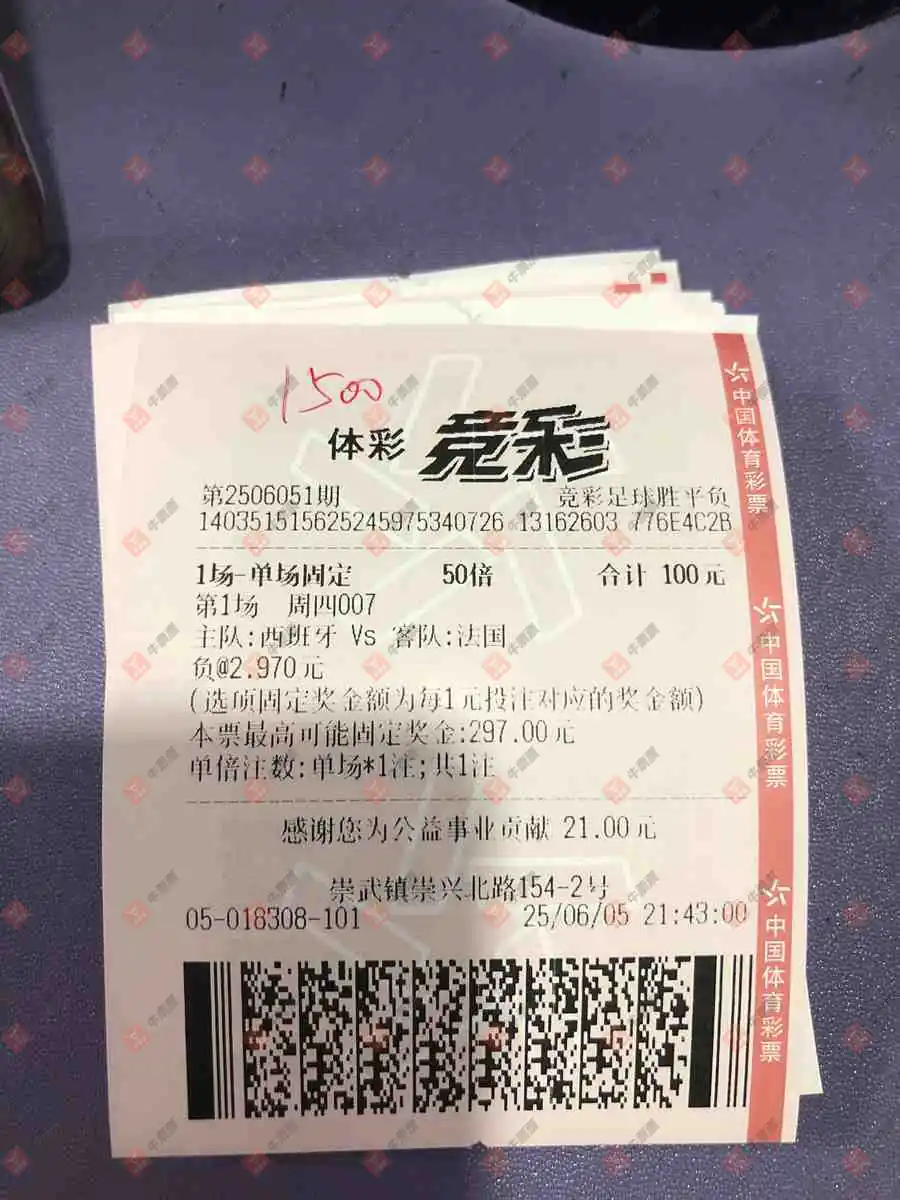 1500
体彩 竞彩
第2506051期 竞彩足球胜平负
140351515625245975340726 13162603 776E4C2B
1场-单场固定 50倍 合计 100元
第1场 周四007
主队:西班牙 Vs 客队:法国
负@2.970元
(选项固定奖金额为每1元投注对应的奖金额)
本票最高可能固定奖金:297.00元
单倍注数:单场*1注;共1注
感谢您为公益事业贡献 21.00元
崇武镇崇兴北路154-2号
05-018308-101 25/06/05 21:43:00
中国体育彩票
中国体育彩票
中国体育彩票